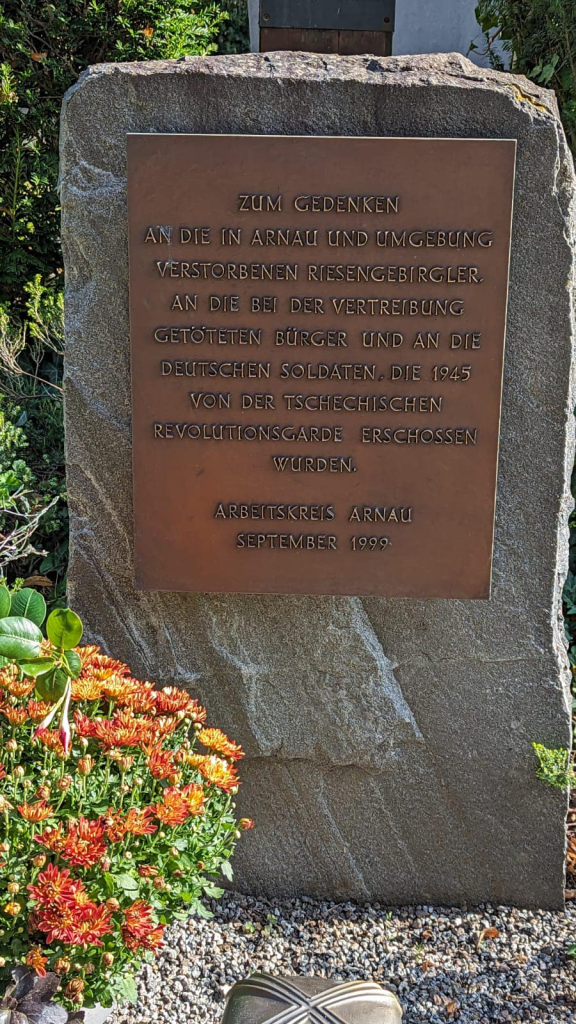 ZUM GEDENKEN
AN DIE IN ARNAU UND UMGEBUNG
VERSTORBENEN RIESENGEBIRGLER,
AN DIE BEI DER VERTREIBUNG
GETÖTETEN BÜRGER UND AN DIE
DEUTSCHEN SOLDATEN, DIE 1945
VON DER TSCHECHISCHEN
REVOLUTIONSGARDE ERSCHOSSEN
WURDEN.
ARBEITSKREIS ARNAU
SEPTEMBER 1999